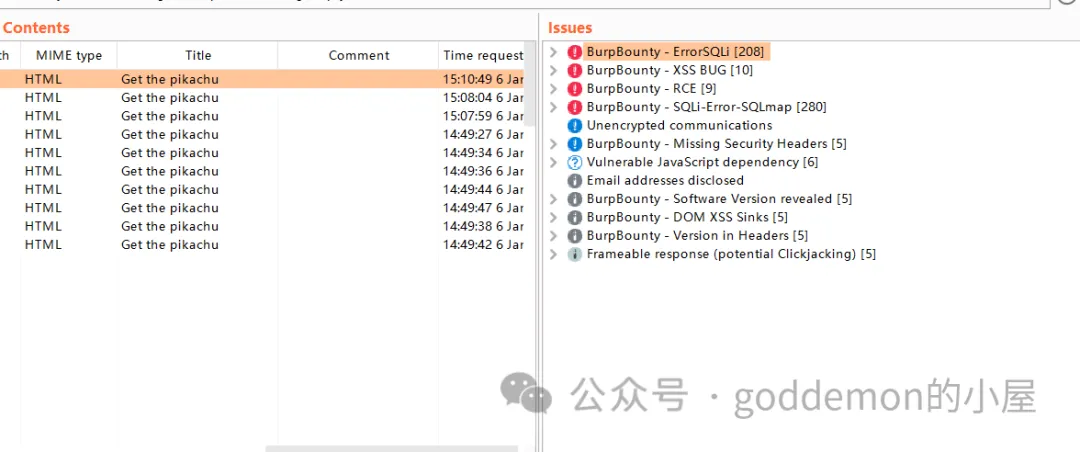 Contents
th MIME type Title Comment Time request
HTML Get the pikachu 15:10:49 6 Jar
HTML Get the pikachu 15:08:04 6 Jar
HTML Get the pikachu 15:07:59 6 Jar
HTML Get the pikachu 14:49:27 6 Jar
HTML Get the pikachu 14:49:34 6 Jar
HTML Get the pikachu 14:49:36 6 Jar
HTML Get the pikachu 14:49:44 6 Jar
HTML Get the pikachu 14:49:47 6 Jar
HTML Get the pikachu 14:49:38 6 Jar
HTML Get the pikachu 14:49:42 6 Jar
Issues
BurpBounty - ErrorSQLi [208]
BurpBounty - XSS BUG [10]
BurpBounty - RCE [9]
BurpBounty - SQLi-Error-SQLmap [280]
Unencrypted communications
BurpBounty - Missing Security Headers [5]
Vulnerable JavaScript dependency [6]
Email addresses disclosed
BurpBounty - Software Version revealed [5]
BurpBounty - DOM XSS Sinks [5]
BurpBounty - Version in Headers [5]
Frameable response (potential Clickjacking) [5]
公众号 · goddemon的小屋